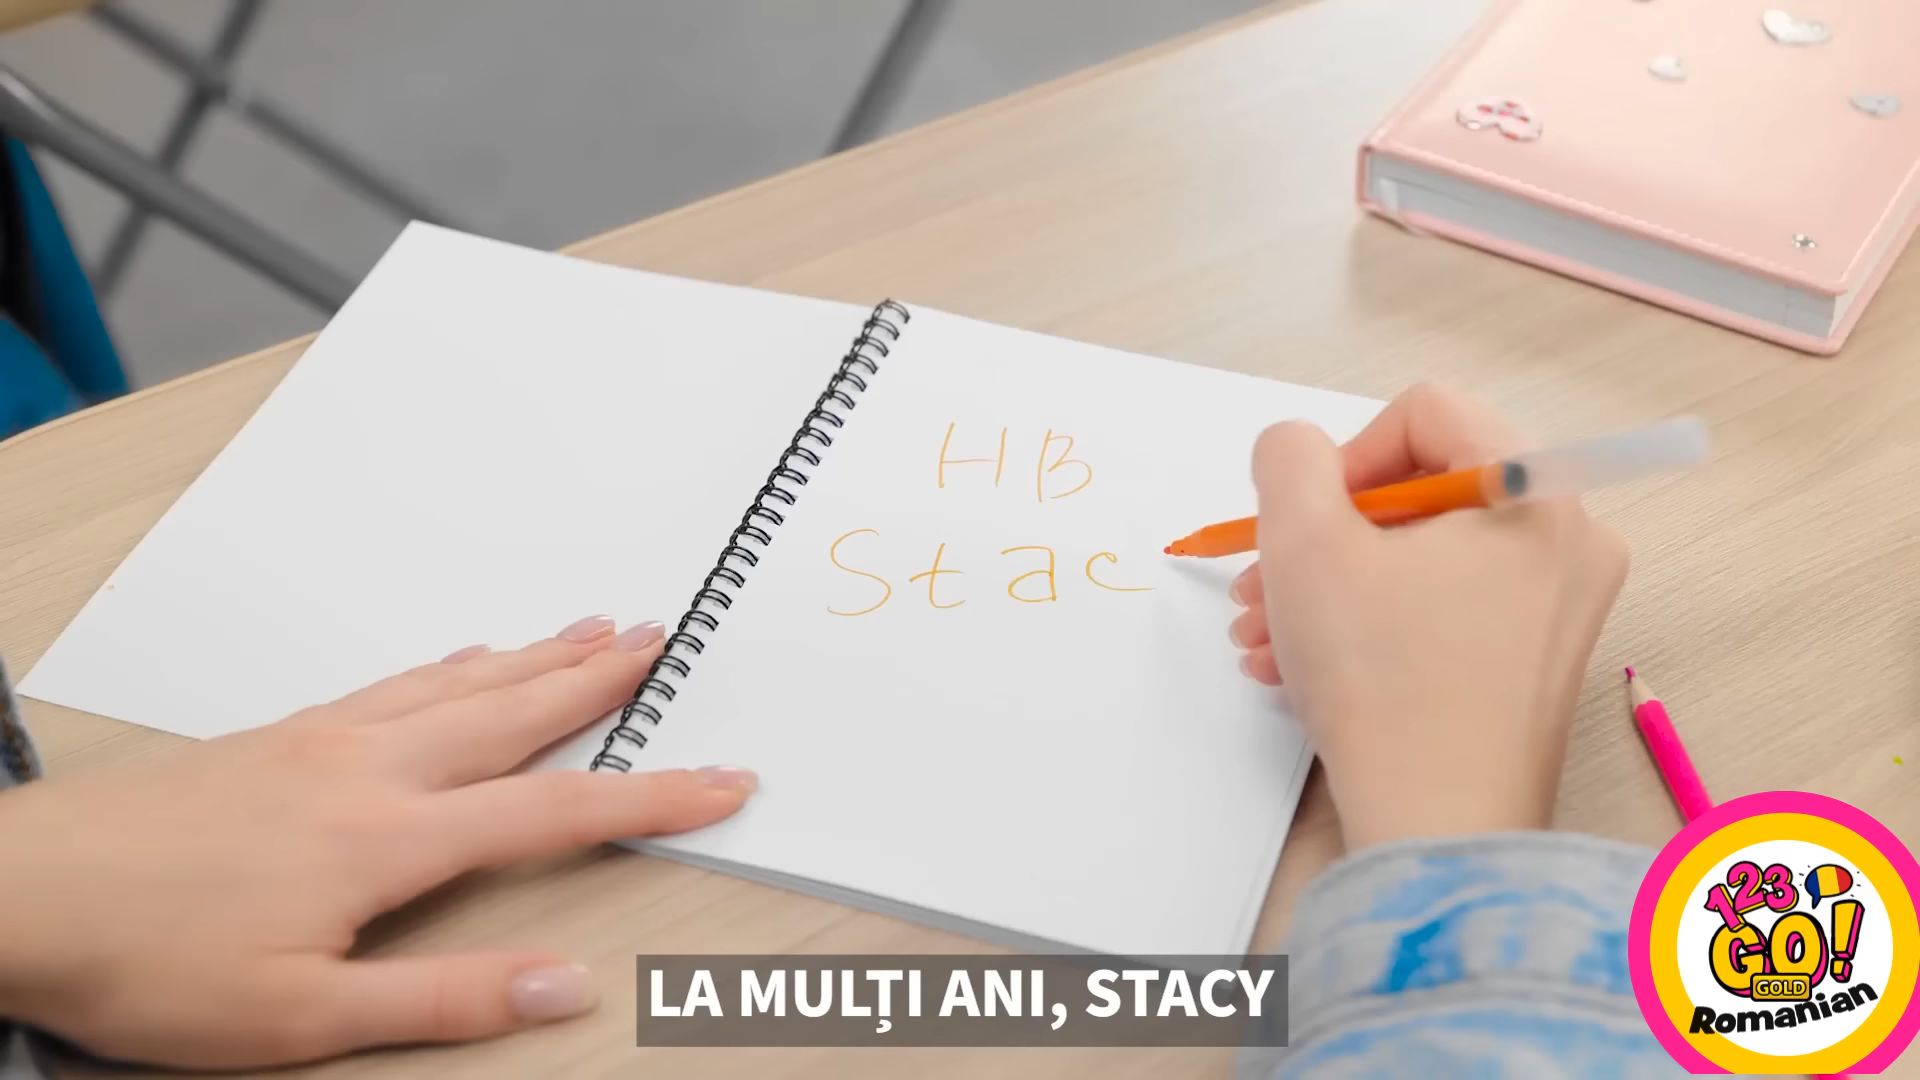 HB
Stac
LA MULȚI ANI, STACY
123
GO!
GOLD
Romanian